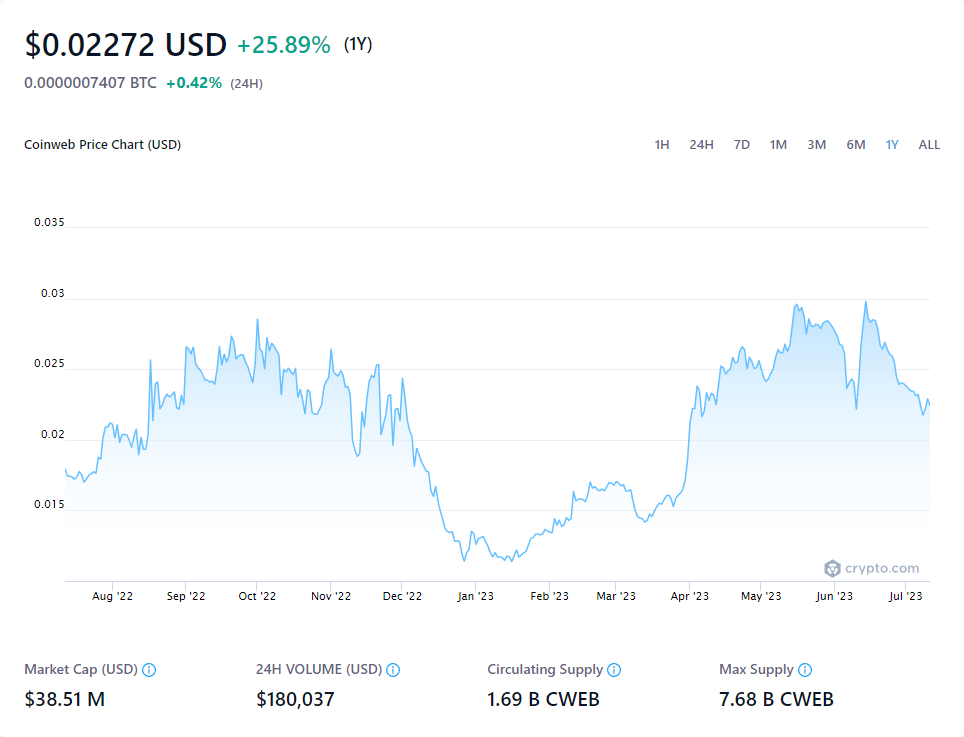 $0.02272 USD +25.89% (1Y)
0.0000007407 BTC +0.42% (24H)
Coinweb Price Chart (USD) 1H 24H 7D 1M 3M 6M 1Y ALL
0.035
0.03
0.025
0.02
0.015
crypto.com
Aug '22 Sep '22 Oct '22 Nov '22 Dec '22 Jan '23 Feb '23 Mar '23 Apr '23 May '23 Jun '23 Jul '23
Market Cap (USD) 24H VOLUME (USD) Circulating Supply Max Supply
$38.51 M $180,037 1.69 B CWEB 7.68 B CWEB